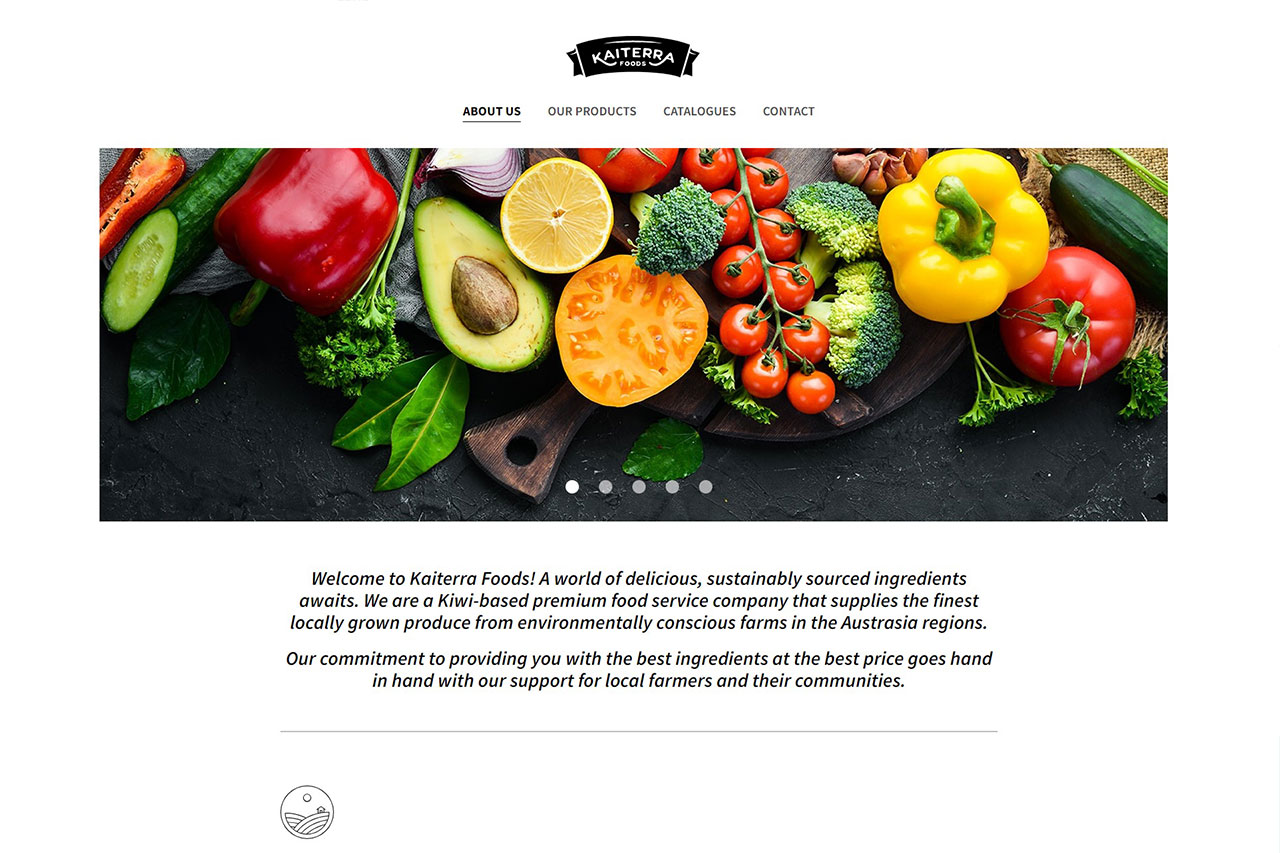 KAITERRA
FOODS
ABOUT US OUR PRODUCTS CATALOGUES CONTACT
Welcome to Kaiterra Foods! A world of delicious, sustainably sourced ingredients
awaits. We are a Kiwi-based premium food service company that supplies the finest
locally grown produce from environmentally conscious farms in the Austrasia regions.
Our commitment to providing you with the best ingredients at the best price goes hand
in hand with our support for local farmers and their communities.